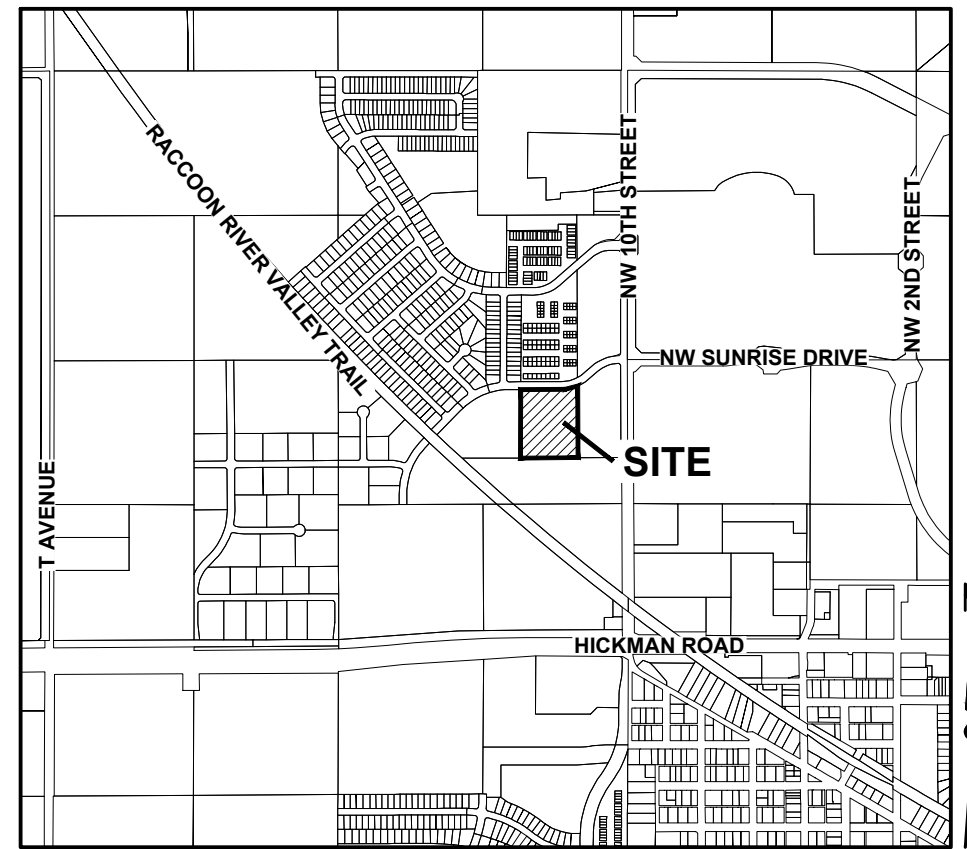 RACCOON RIVER VALLEY TRAIL
NW 10TH STREET
NW 2ND STREET
NW SUNRISE DRIVE
SITE
T AVENUE
HICKMAN ROAD